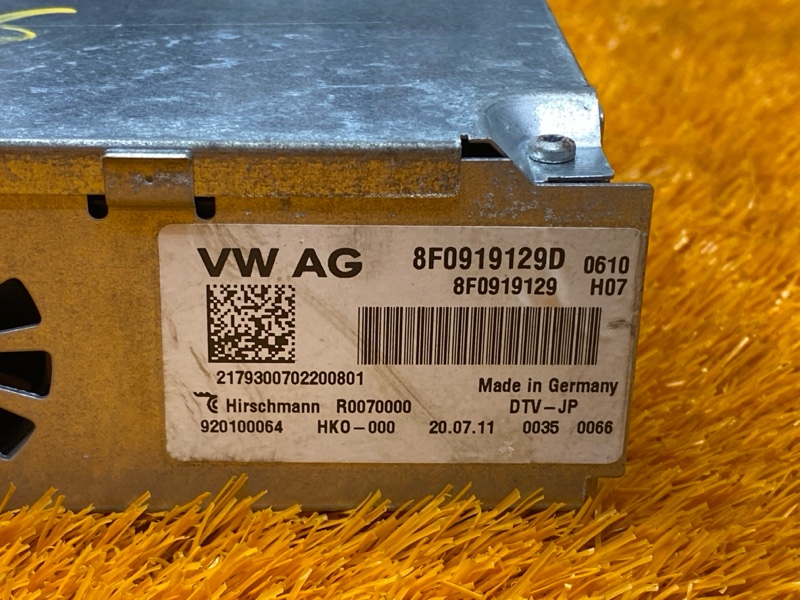 VW AG 8F0919129D 0610
8F0919129 H07
2179300702200801
Made in Germany
Hirschmann R0070000 DTV-JP
920100064 HKO-000 20.07.11 0035 0066